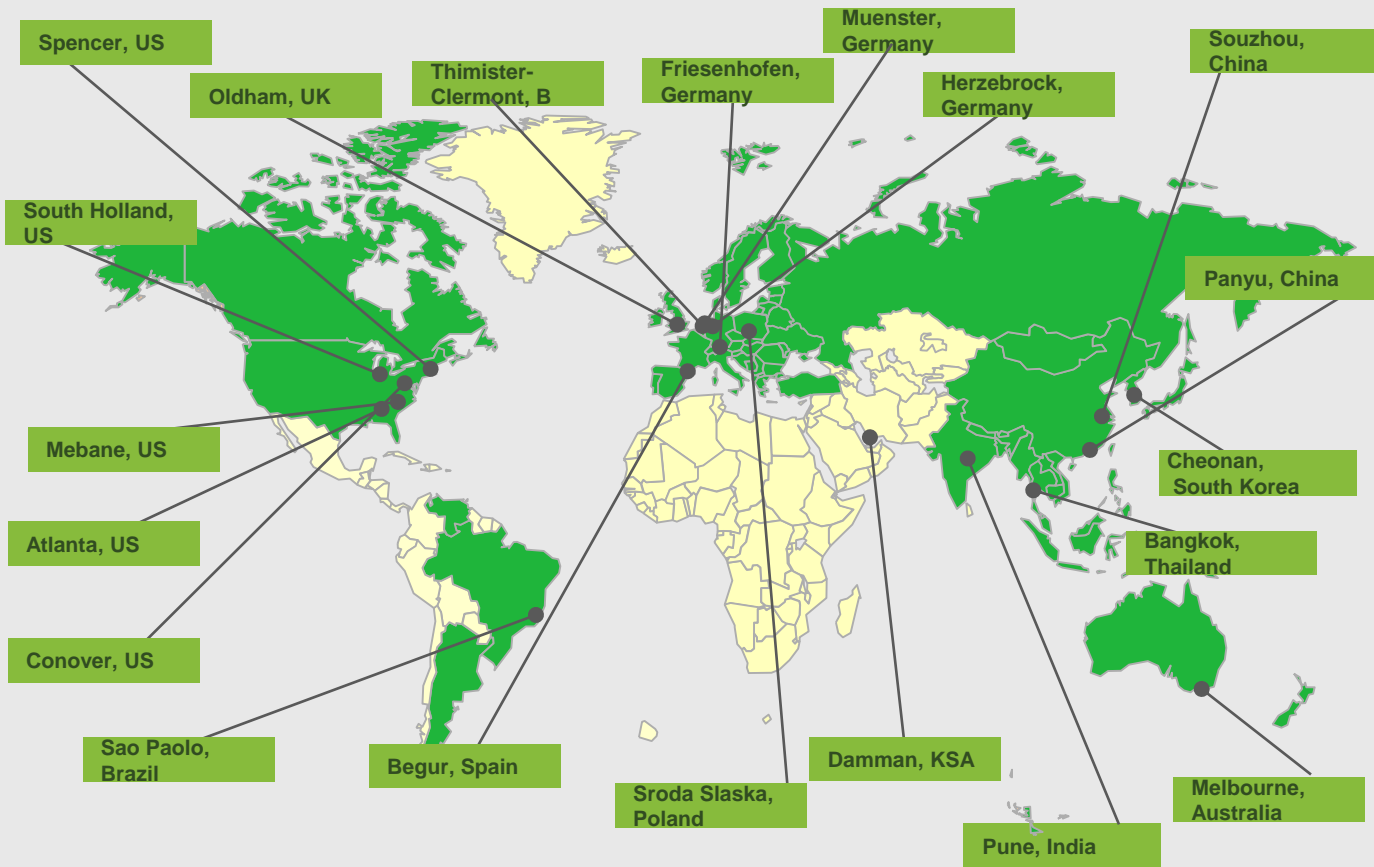 Muenster,
Germany
Spencer, US
Souzhou,
China
Thimister-
Clermont, B
Friesenhofen,
Germany
Herzebrock,
Germany
Oldham, UK
South Holland,
US
Panyu, China
Mebane, US
Cheonan,
South Korea
Atlanta, US
Bangkok,
Thailand
Conover, US
Sao Paolo,
Brazil
Begur, Spain
Damman, KSA
Sroda Slaska,
Poland
Melbourne,
Australia
Pune, India